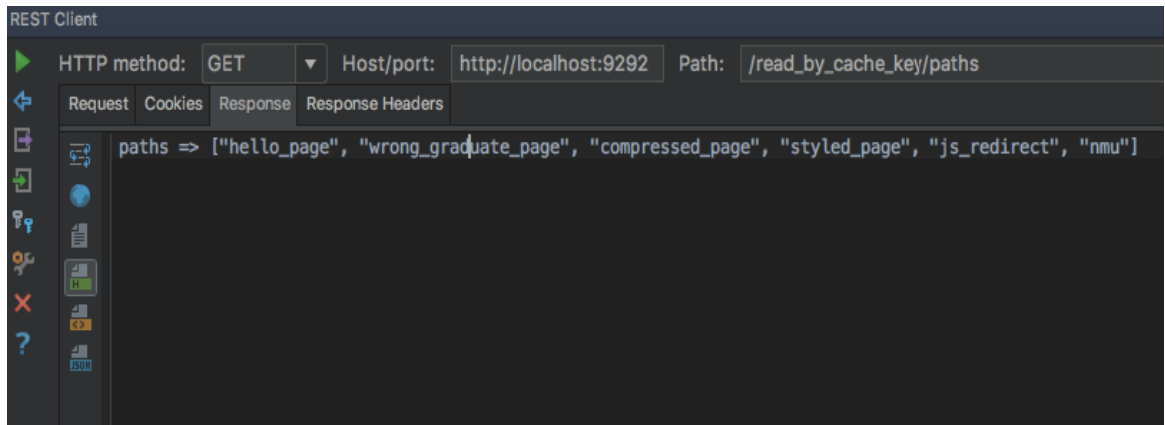 REST Client
HTTP method: GET Host/port: http://localhost:9292 Path: /read_by_cache_key/paths
Request Cookies Response Response Headers
paths => ["hello_page", "wrong_graduate_page", "compressed_page", "styled_page", "js_redirect", "nmu"]
H
JSON
?